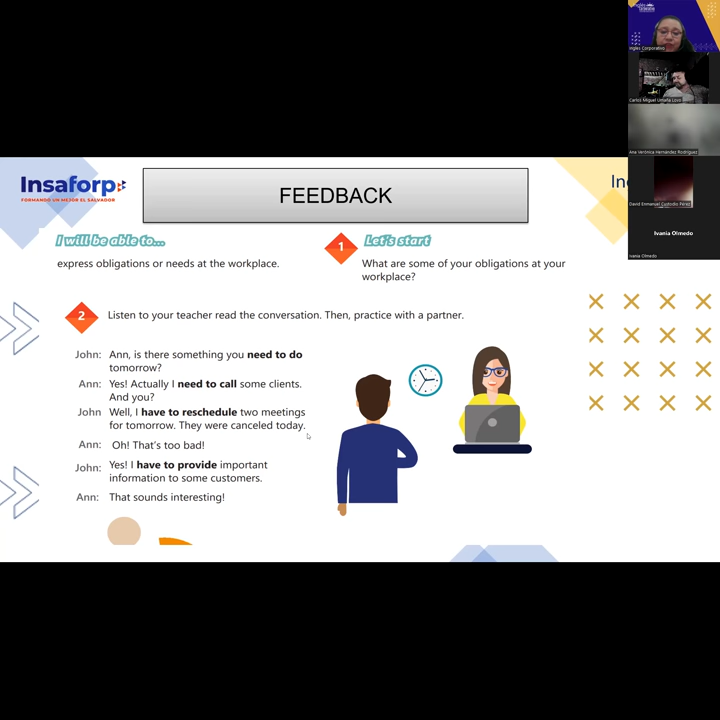 Insaforp
FORMANDO UN MEJOR EL SALVADOR
FEEDBACK
I will be able to...
express obligations or needs at the workplace.
1
Let's start
What are some of your obligations at your
workplace?
2
Listen to your teacher read the conversation. Then, practice with a partner.
John: Ann, is there something you need to do
tomorrow?
Ann: Yes! Actually I need to call some clients.
And you?
John Well, I have to reschedule two meetings
for tomorrow. They were canceled today.
Ann: Oh! That's too bad!
John: Yes! I have to provide important
information to some customers.
Ann: That sounds interesting!
Inglés Corporativo
Carlos Miguel Umaña Lovo
Ana Verónica Hernández Rodríguez
David Enmanuel Custodio Pérez
Ivania Olmedo
Ivania Olmedo